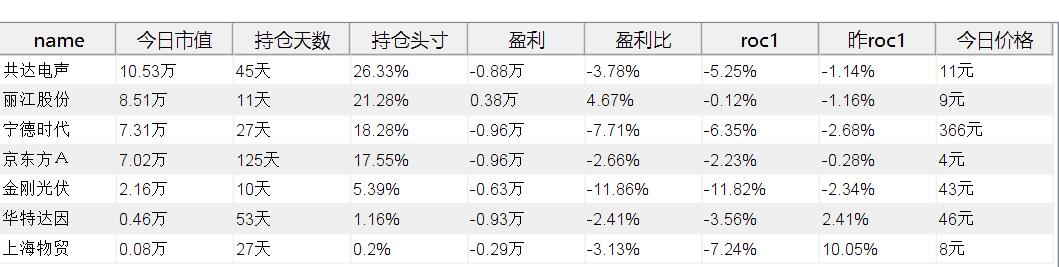 name 今日市值 持仓天数 持仓头寸 盈利 盈利比 roc1 昨roc1 今日价格
共达电声 10.53万 45天 26.33% -0.88万 -3.78% -5.25% -1.14% 11元
丽江股份 8.51万 11天 21.28% 0.38万 4.67% -0.12% -1.16% 9元
宁德时代 7.31万 27天 18.28% -0.96万 -7.71% -6.35% -2.68% 366元
京东方Ａ 7.02万 125天 17.55% -0.96万 -2.66% -2.23% -0.28% 4元
金刚光伏 2.16万 10天 5.39% -0.63万 -11.86% -11.82% -2.34% 43元
华特达因 0.46万 53天 1.16% -0.93万 -2.41% -3.56% 2.41% 46元
上海物贸 0.08万 27天 0.2% -0.29万 -3.13% -7.24% 10.05% 8元